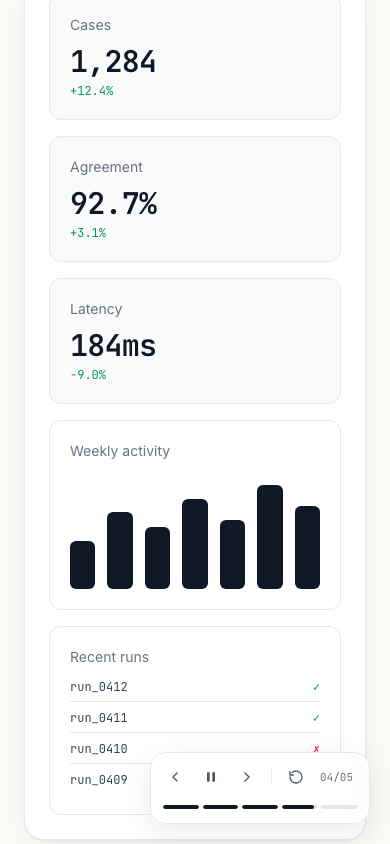 Cases
1,284
+12.4%
Agreement
92.7%
+3.1%
Latency
184ms
-9.0%
Weekly activity
Recent runs
run_0412 ✓
run_0411 ✓
run_0410 ✗
run_0409
04/05